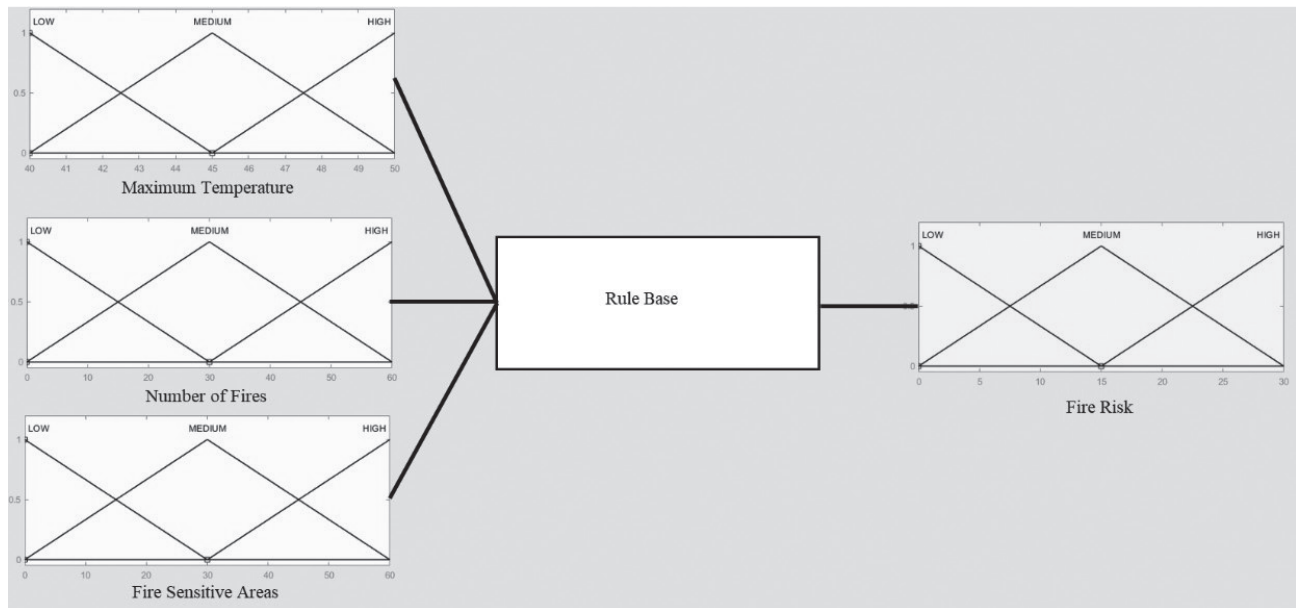 LOW MEDIUM HIGH
1
0.5
0
40 41 42 43 44 45 46 47 48 49 50
Maximum Temperature
LOW MEDIUM HIGH
1
0.5
0
0 10 20 30 40 50 60
Number of Fires
LOW MEDIUM HIGH
1
0.5
0
0 10 20 30 40 50 60
Fire Sensitive Areas
Rule Base
LOW MEDIUM HIGH
1
0.5
0
0 5 10 15 20 25 30
Fire Risk